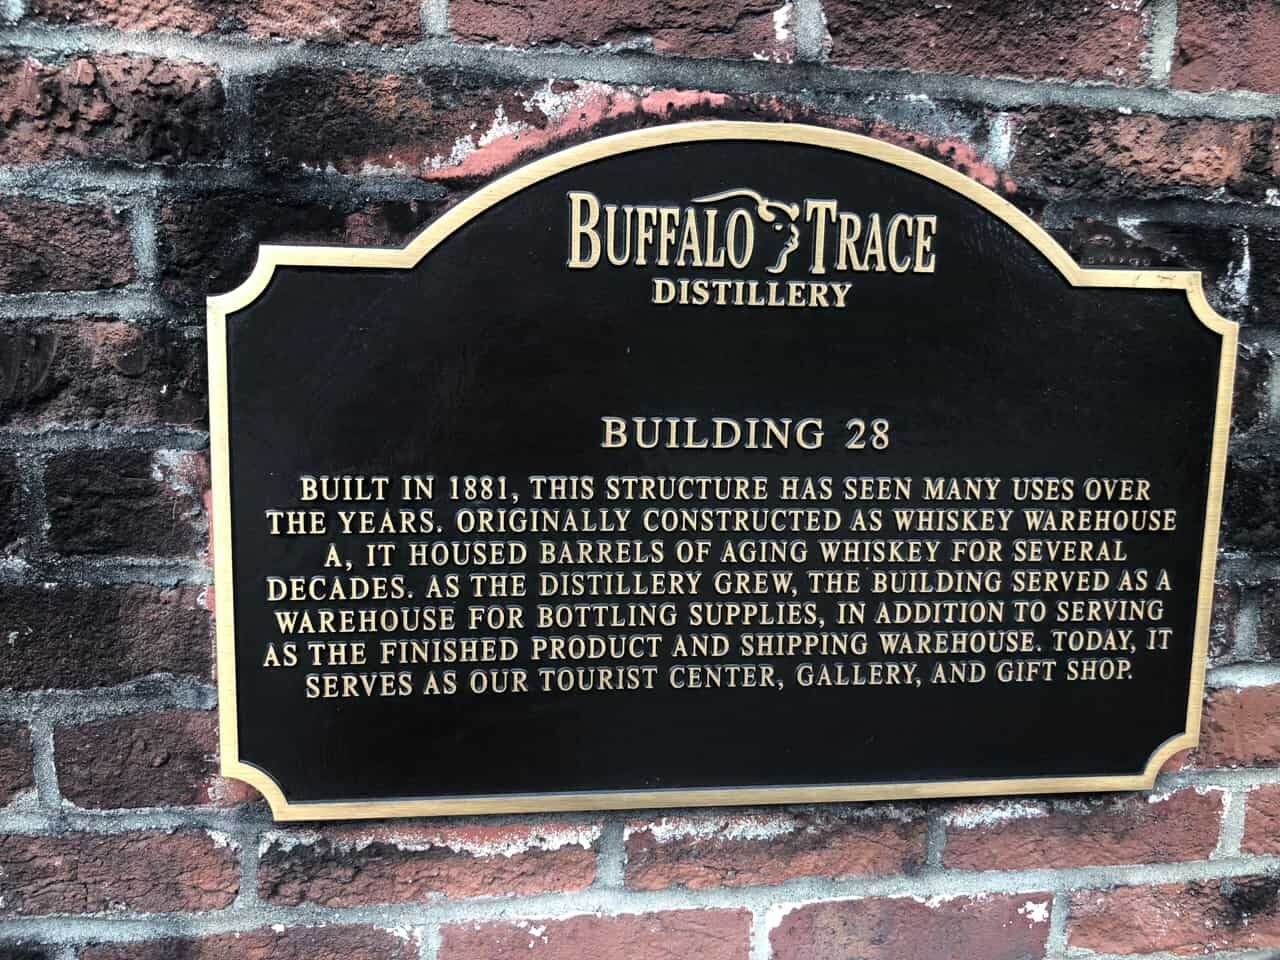 BUFFALO TRACE
DISTILLERY
BUILDING 28
BUILT IN 1881, THIS STRUCTURE HAS SEEN MANY USES OVER
THE YEARS. ORIGINALLY CONSTRUCTED AS WHISKEY WAREHOUSE
A, IT HOUSED BARRELS OF AGING WHISKEY FOR SEVERAL
DECADES. AS THE DISTILLERY GREW, THE BUILDING SERVED AS A
WAREHOUSE FOR BOTTLING SUPPLIES, IN ADDITION TO SERVING
AS THE FINISHED PRODUCT AND SHIPPING WAREHOUSE. TODAY, IT
SERVES AS OUR TOURIST CENTER, GALLERY, AND GIFT SHOP.